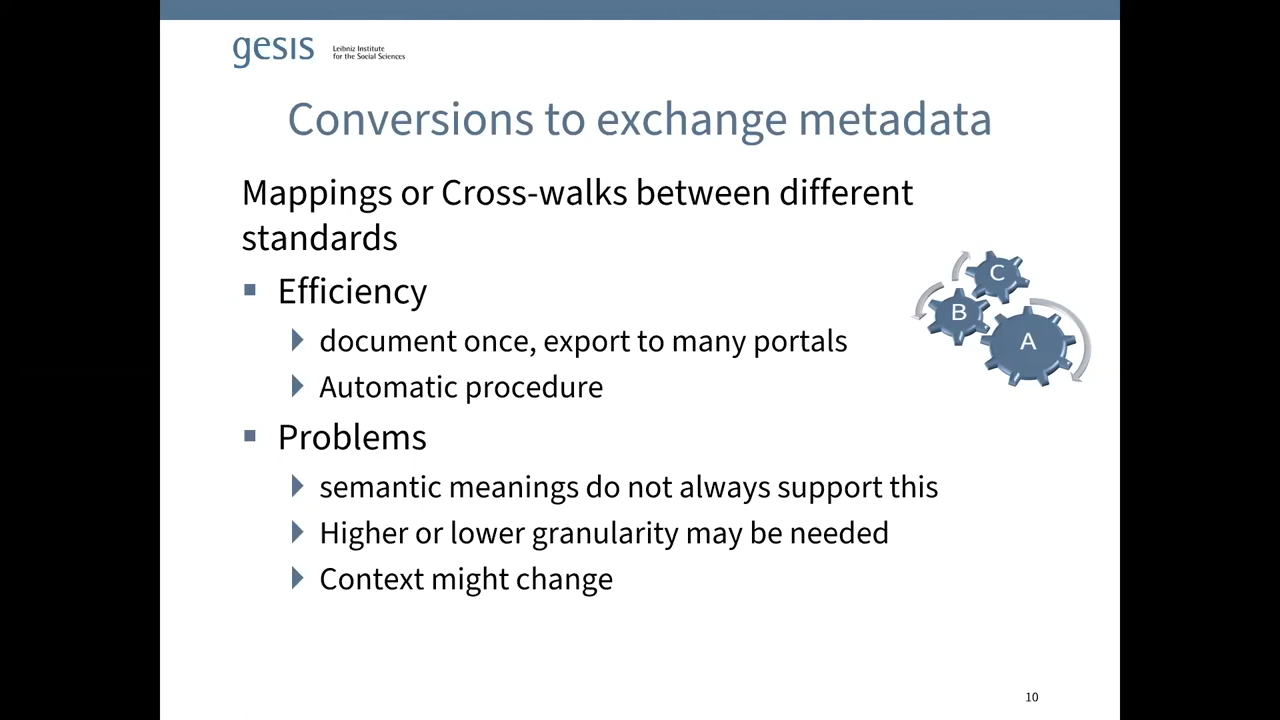 gesis
Leibniz Institute
for the Social Sciences
Conversions to exchange metadata
Mappings or Cross-walks between different
standards
Efficiency
document once, export to many portals
Automatic procedure
Problems
semantic meanings do not always support this
Higher or lower granularity may be needed
Context might change
C
B
A
10